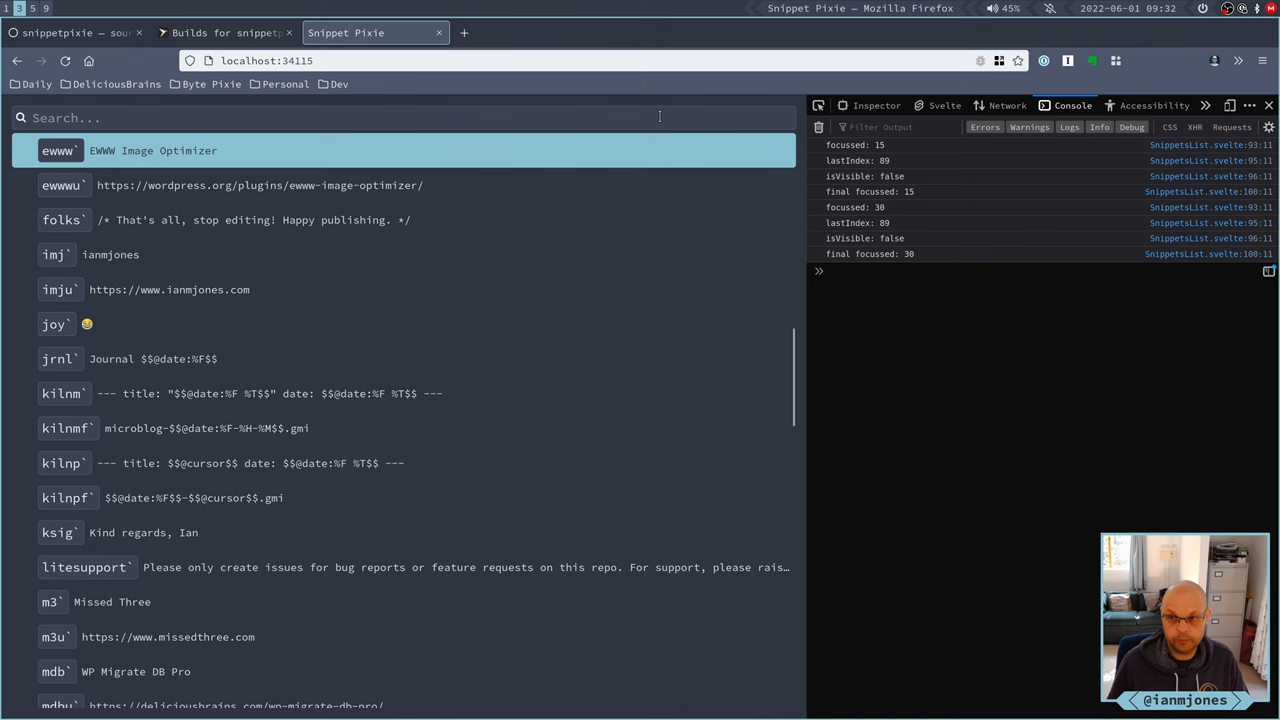 1 3 5 9
Snippet Pixie — Mozilla Firefox
45%
2022-06-01 09:32
snippetpixie — sour
Builds for snippetp
Snippet Pixie
localhost:34115
Daily
DeliciousBrains
Byte Pixie
Personal
Dev
Search...
ewww` EWWW Image Optimizer
ewwwu` https://wordpress.org/plugins/ewww-image-optimizer/
folks` /* That's all, stop editing! Happy publishing. */
imj` ianmjones
imju` https://www.ianmjones.com
joy` 😂
jrnl` Journal $$@date:%F$$
kilnm` --- title: "$$@date:%F %T$$" date: $$@date:%F %T$$ ---
kilnmf` microblog-$$@date:%F-%H-%M$$.gmi
kilnp` --- title: $$@cursor$$ date: $$@date:%F %T$$ ---
kilnpf` $$@date:%F$$-$$@cursor$$.gmi
ksig` Kind regards, Ian
litesupport` Please only create issues for bug reports or feature requests on this repo. For support, please rais…
m3` Missed Three
m3u` https://www.missedthree.com
mdb` WP Migrate DB Pro
mdbu` https://deliciousbrains.com/wp-migrate-db-pro/
Inspector
Svelte
Network
Console
Accessibility
Filter Output
Errors
Warnings
Logs
Info
Debug
CSS
XHR
Requests
focussed: 15 SnippetsList.svelte:93:11
lastIndex: 89 SnippetsList.svelte:95:11
isVisible: false SnippetsList.svelte:96:11
final focussed: 15 SnippetsList.svelte:100:11
focussed: 30 SnippetsList.svelte:93:11
lastIndex: 89 SnippetsList.svelte:95:11
isVisible: false SnippetsList.svelte:96:11
final focussed: 30 SnippetsList.svelte:100:11
@ianmjones